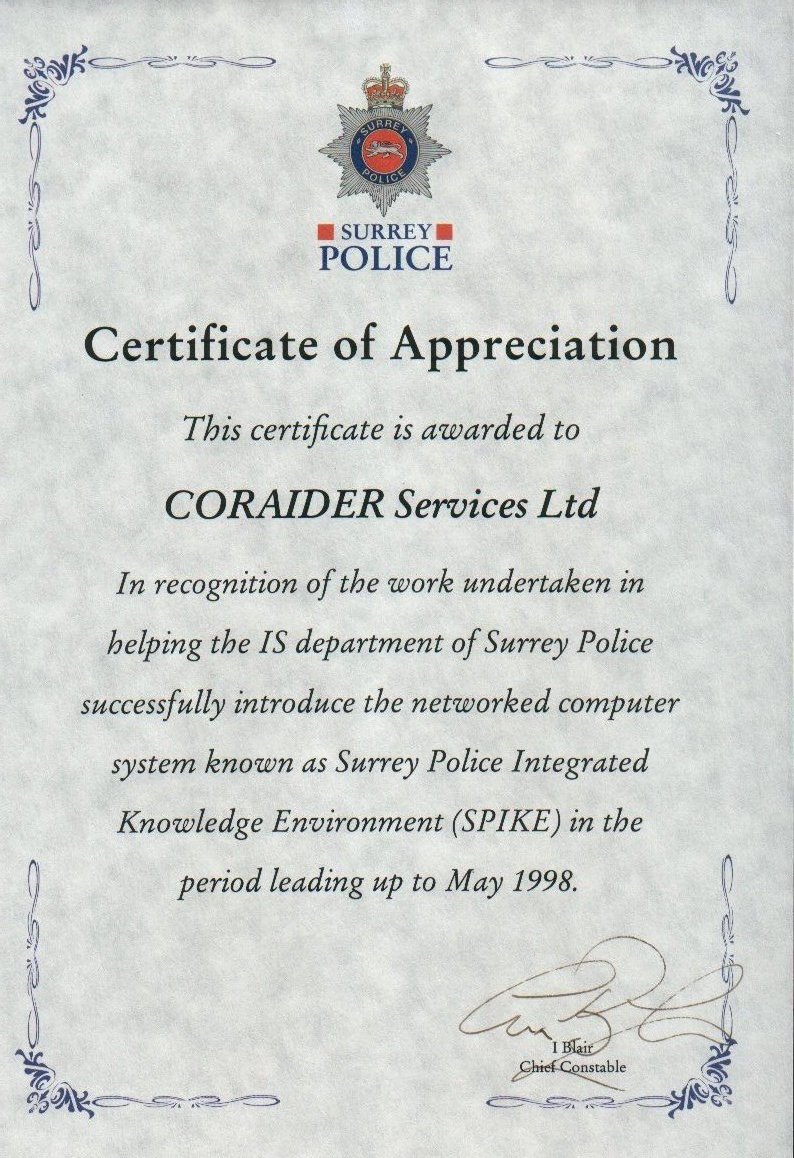 SURREY
POLICE
SURREY
POLICE
Certificate of Appreciation
This certificate is awarded to
CORAIDER Services Ltd
In recognition of the work undertaken in
helping the IS department of Surrey Police
successfully introduce the networked computer
system known as Surrey Police Integrated
Knowledge Environment (SPIKE) in the
period leading up to May 1998.
I Blair
Chief Constable